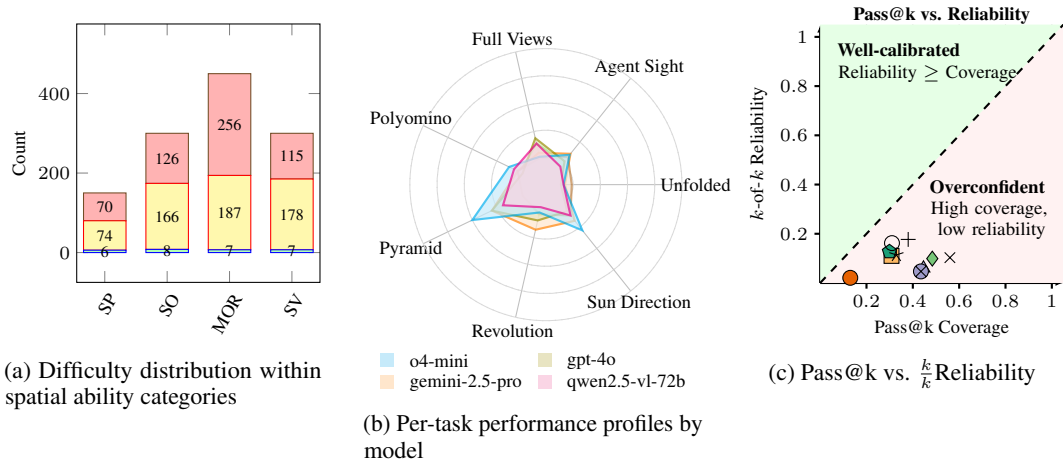 400
200
0
Count
70
74
6
126
166
8
256
187
7
115
178
7
SP
SO
MOR
SV
(a) Difficulty distribution within
spatial ability categories
Full Views
Agent Sight
Polyomino
Unfolded
Pyramid
Sun Direction
Revolution
o4-mini
gpt-4o
gemini-2.5-pro
qwen2.5-vl-72b
(b) Per-task performance profiles by
model
Pass@k vs. Reliability
Well-calibrated
Reliability ≥ Coverage
Overconfident
High coverage,
low reliability
1
0.8
0.6
0.4
0.2
k-of-k Reliability
0.2 0.4 0.6 0.8 1
Pass@k Coverage
(c) Pass@k vs. k/k Reliability